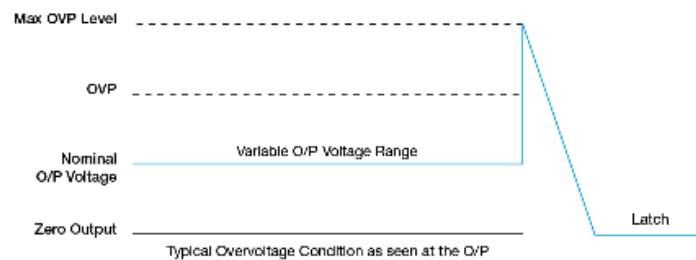 Max OVP Level
OVP
Variable O/P Voltage Range
Nominal
O/P Voltage
Latch
Zero Output
Typical Overvoltage Condition as seen at the O/P